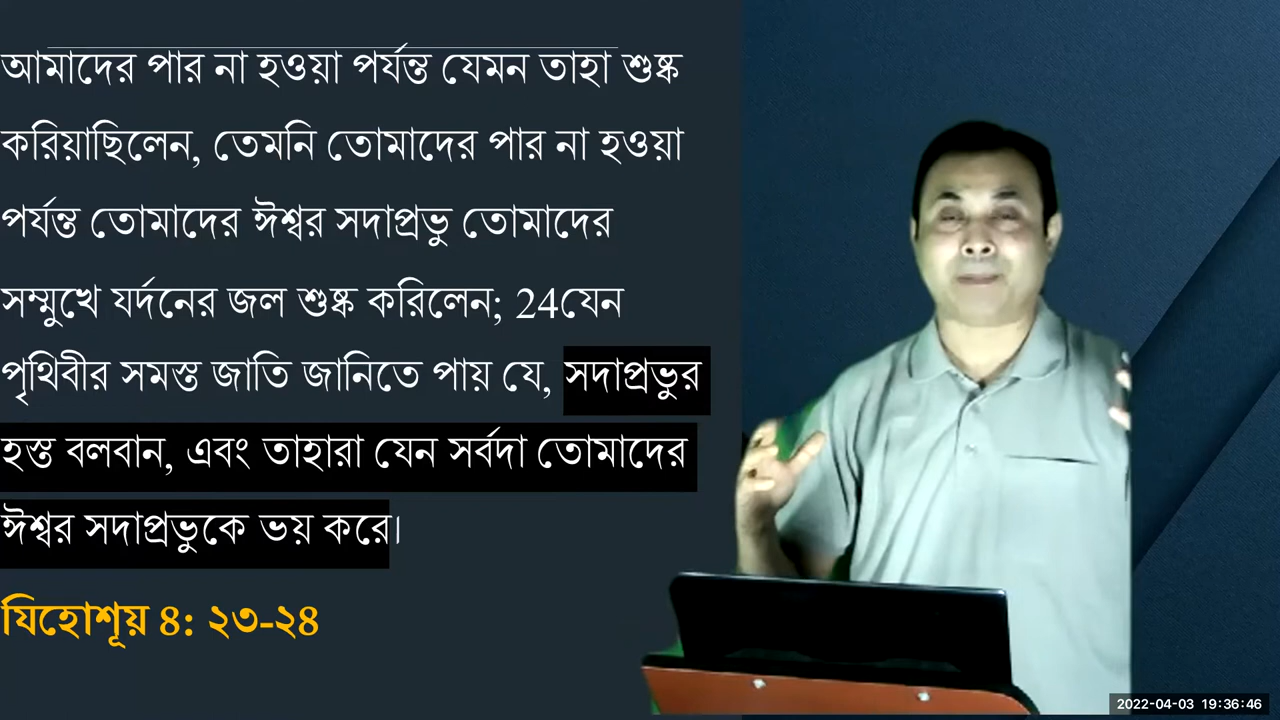 আমাদের পার না হওয়া পর্যন্ত যেমন তাহা শুষ্ক
করিয়াছিলেন, তেমনি তোমাদের পার না হওয়া
পর্যন্ত তোমাদের ঈশ্বর সদাপ্রভু তোমাদের
সম্মুখে যর্দনের জল শুষ্ক করিলেন; 24যেন
পৃথিবীর সমস্ত জাতি জানিতে পায় যে, সদাপ্রভুর
হস্ত বলবান, এবং তাহারা যেন সর্বদা তোমাদের
ঈশ্বর সদাপ্রভুকে ভয় করে।
যিহোশূয় ৪: ২৩-২৪
2022-04-03 19:36:46